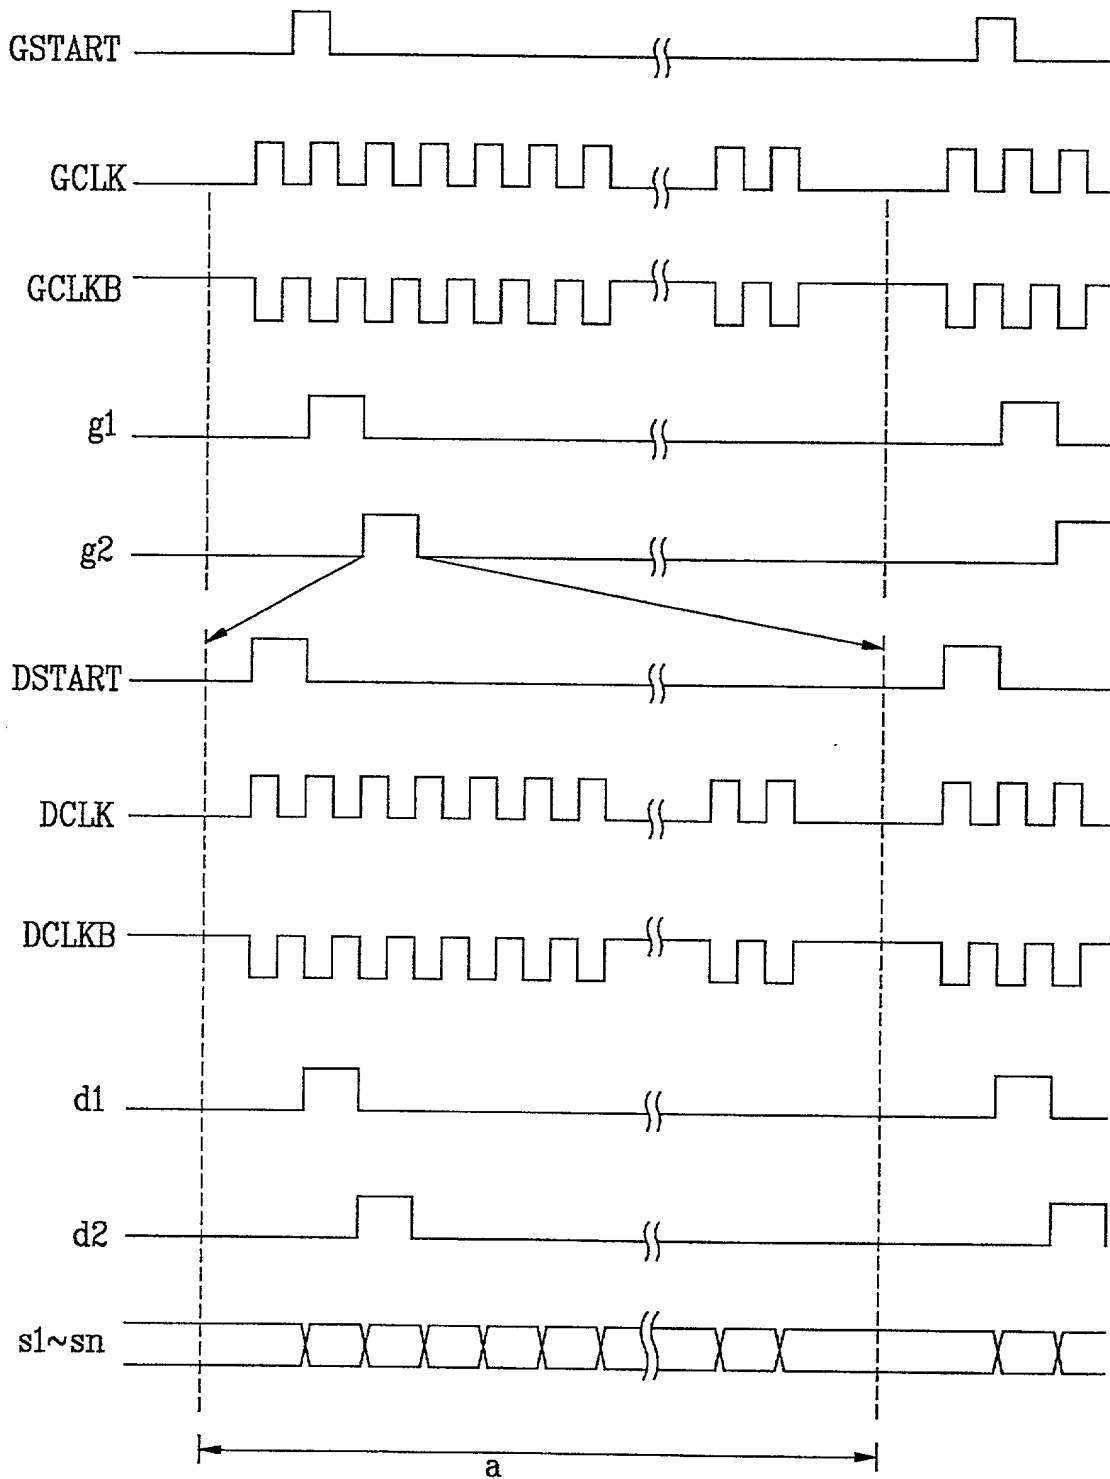 GSTART
GCLK
GCLKB
g1
g2
DSTART
DCLK
DCLKB
d1
d2
s1~sn
a